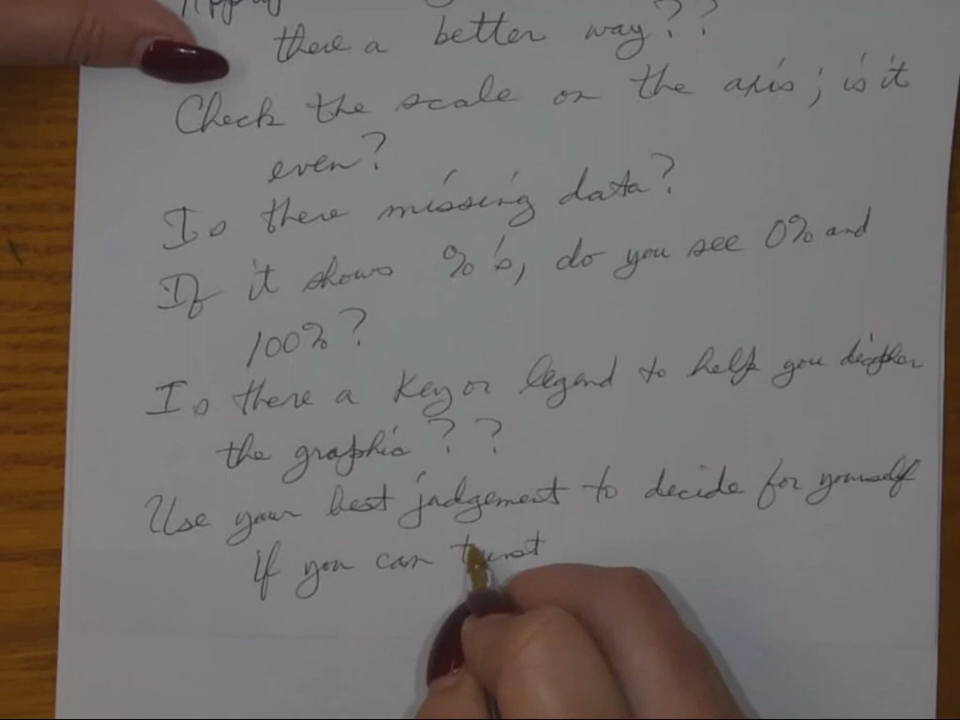 there a better way??
Check the scale on the axis; is it
even?
Is there missing data?
If it shows %'s, do you see 0% and
100%?
Is there a key or legend to help you decipher
the graphic??
Use your best judgement to decide for yourself
if you can trust